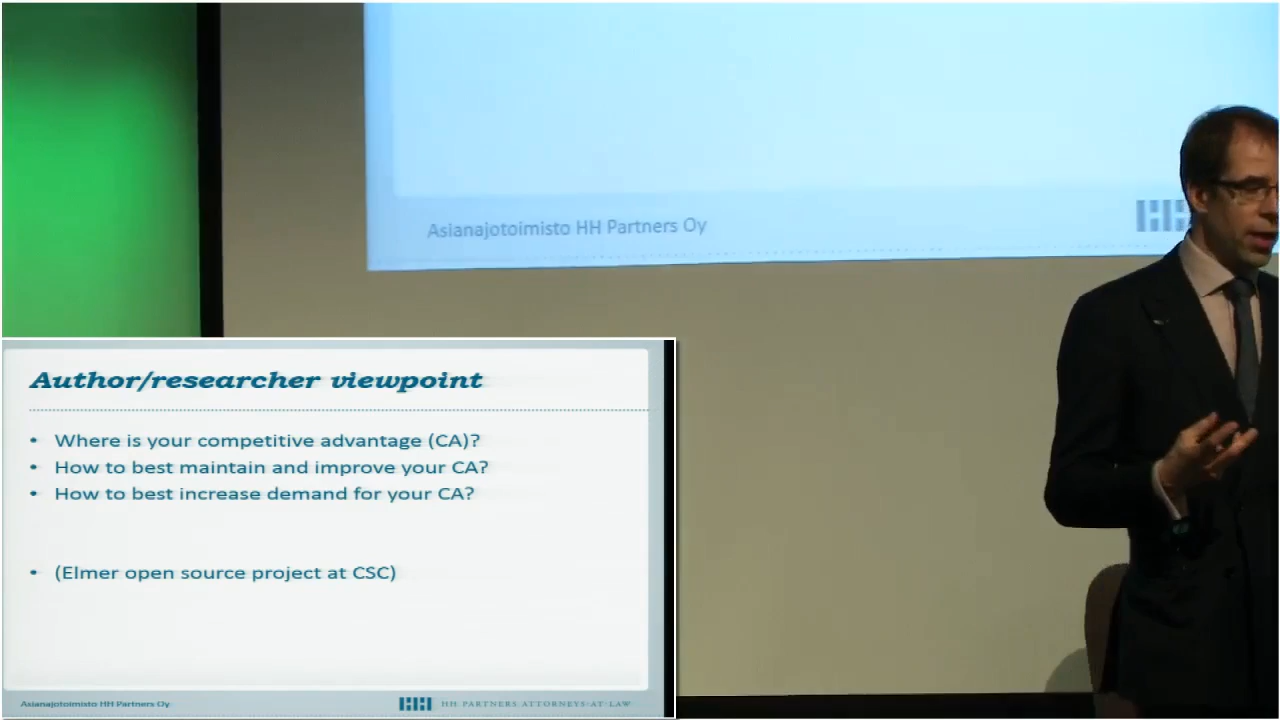 Asianajotoimisto HH Partners Oy
Author/researcher viewpoint
• Where is your competitive advantage (CA)?
• How to best maintain and improve your CA?
• How to best increase demand for your CA?
• (Elmer open source project at CSC)
Asianajotoimisto HH Partners Oy
HH PARTNERS, ATTORNEYS-AT-LAW